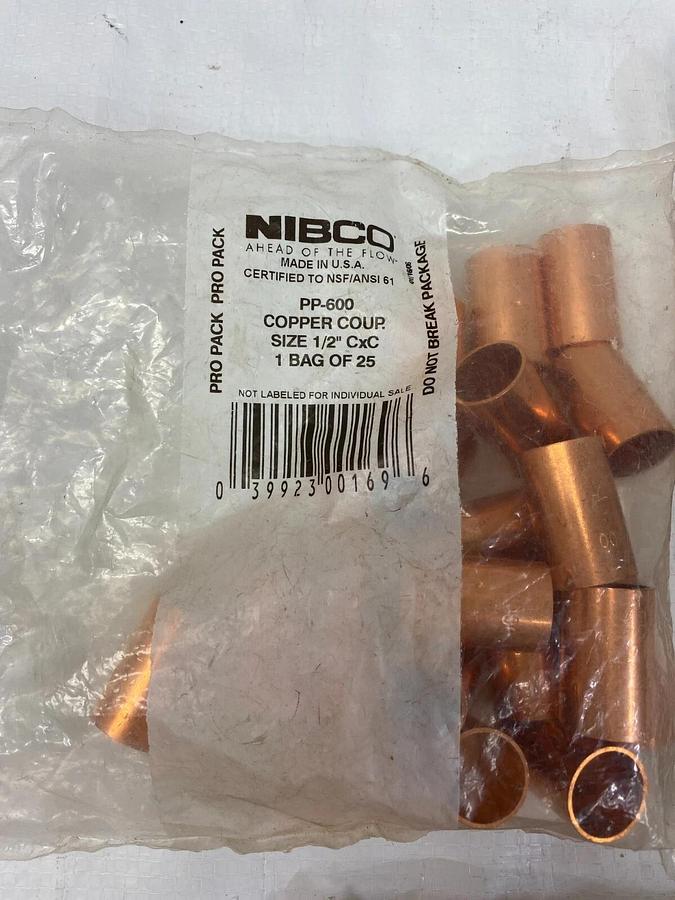 NIBCO
AHEAD OF THE FLOW
MADE IN U.S.A.
CERTIFIED TO NSF/ANSI 61
PP-600
COPPER COUP.
SIZE 1/2" CxC
1 BAG OF 25
PRO PACK PRO PACK
DO NOT BREAK PACKAGE
NOT LABELED FOR INDIVIDUAL SALE
0 39923 00169 6